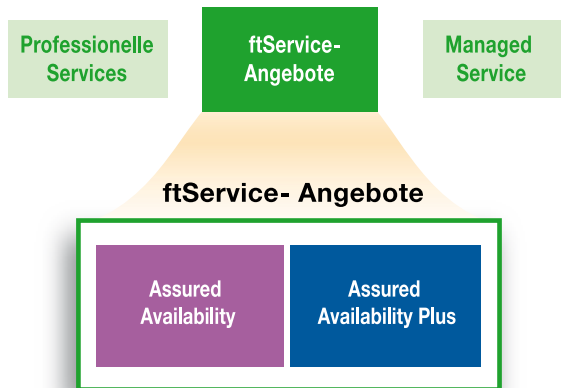 Professionelle
Services
ftService-
Angebote
Managed
Service
ftService- Angebote
Assured
Availability
Assured
Availability Plus